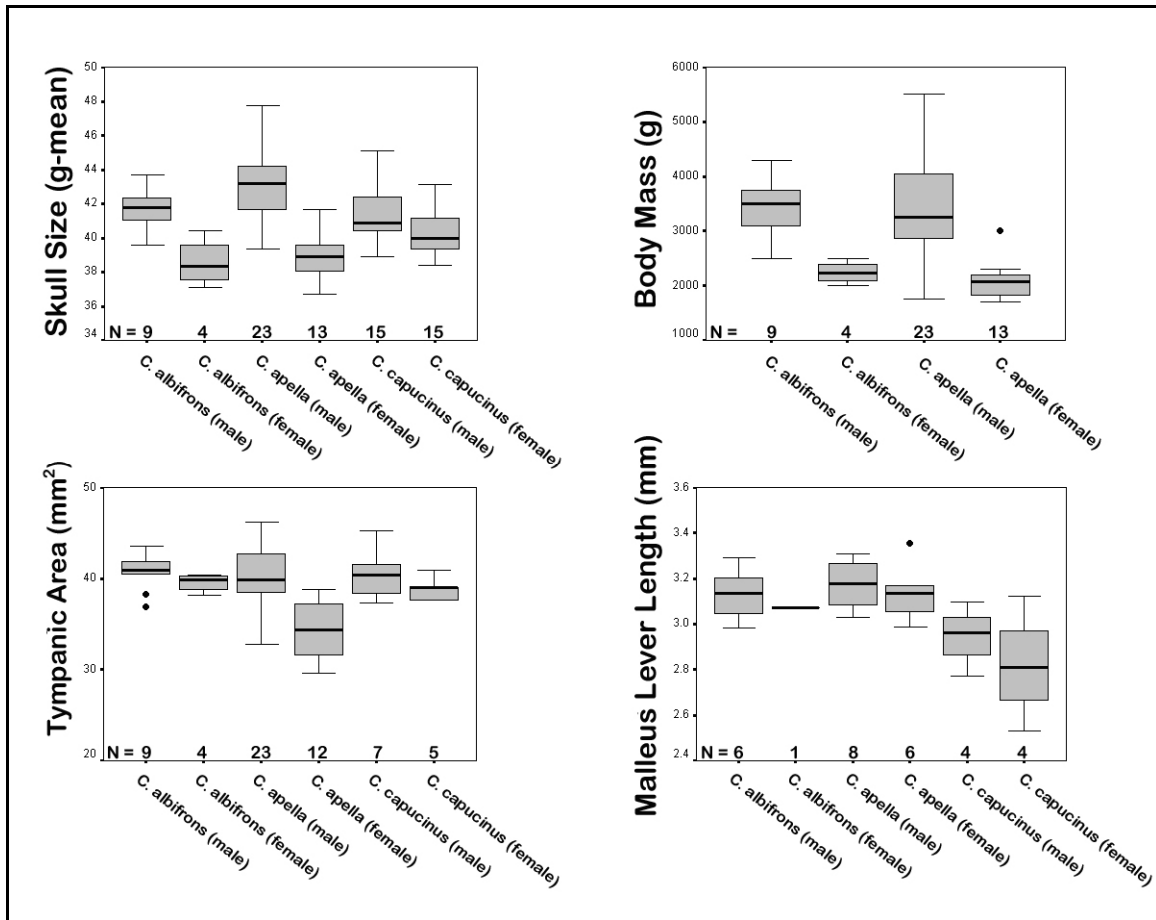 Skull Size (g-mean)
50
48
46
44
42
40
38
36
34
N = 9 4 23 13 15 15
C. albifrons (male)
C. albifrons (female)
C. apella (male)
C. apella (female)
C. capucinus (male)
C. capucinus (female)
Body Mass (g)
6000
5000
4000
3000
2000
1000
N = 9 4 23 13
C. albifrons (male)
C. albifrons (female)
C. apella (male)
C. apella (female)
Tympanic Area (mm²)
50
40
30
20
N = 9 4 23 12 7 5
C. albifrons (male)
C. albifrons (female)
C. apella (male)
C. apella (female)
C. capucinus (male)
C. capucinus (female)
Malleus Lever Length (mm)
3.6
3.4
3.2
3.0
2.8
2.6
2.4
N = 6 1 8 6 4 4
C. albifrons (male)
C. albifrons (female)
C. apella (male)
C. apella (female)
C. capucinus (male)
C. capucinus (female)